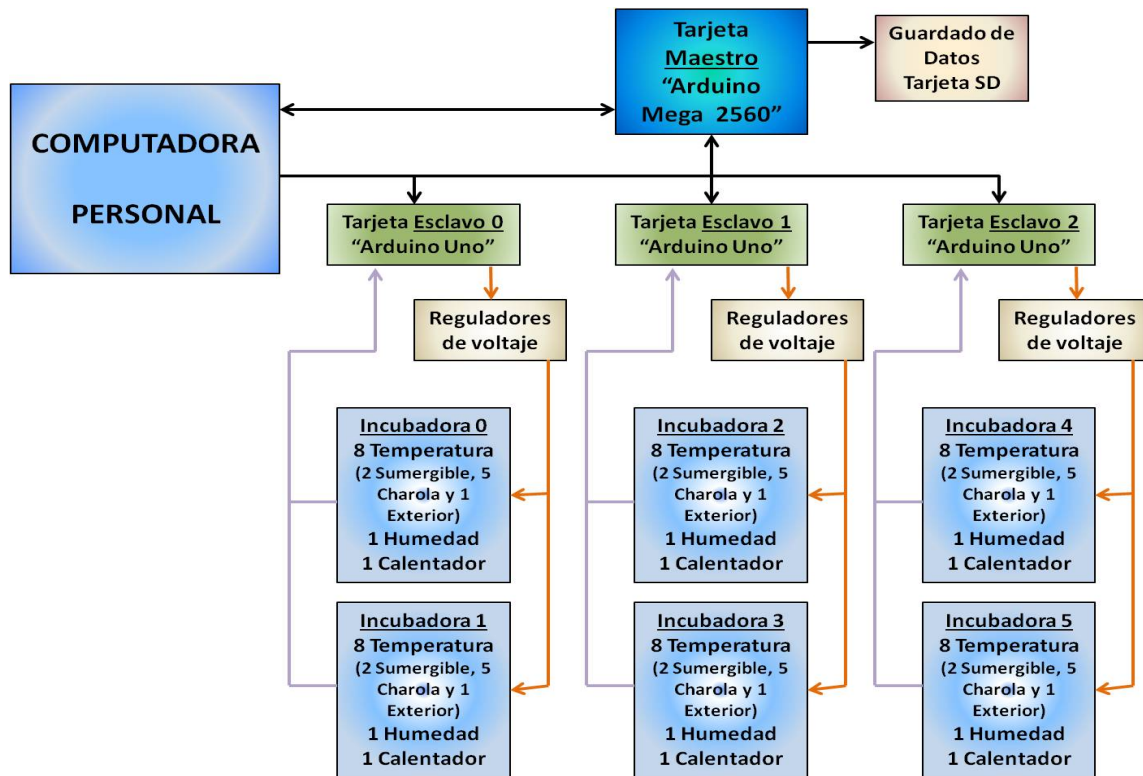 Tarjeta
Maestro
“Arduino
Mega 2560”
Guardado de
Datos
Tarjeta SD
COMPUTADORA
PERSONAL
Tarjeta Esclavo 0
“Arduino Uno”
Tarjeta Esclavo 1
“Arduino Uno”
Tarjeta Esclavo 2
“Arduino Uno”
Reguladores
de voltaje
Reguladores
de voltaje
Reguladores
de voltaje
Incubadora 0
8 Temperatura
(2 Sumergible, 5
Charola y 1
Exterior)
1 Humedad
1 Calentador
Incubadora 2
8 Temperatura
(2 Sumergible, 5
Charola y 1
Exterior)
1 Humedad
1 Calentador
Incubadora 4
8 Temperatura
(2 Sumergible, 5
Charola y 1
Exterior)
1 Humedad
1 Calentador
Incubadora 1
8 Temperatura
(2 Sumergible, 5
Charola y 1
Exterior)
1 Humedad
1 Calentador
Incubadora 3
8 Temperatura
(2 Sumergible, 5
Charola y 1
Exterior)
1 Humedad
1 Calentador
Incubadora 5
8 Temperatura
(2 Sumergible, 5
Charola y 1
Exterior)
1 Humedad
1 Calentador